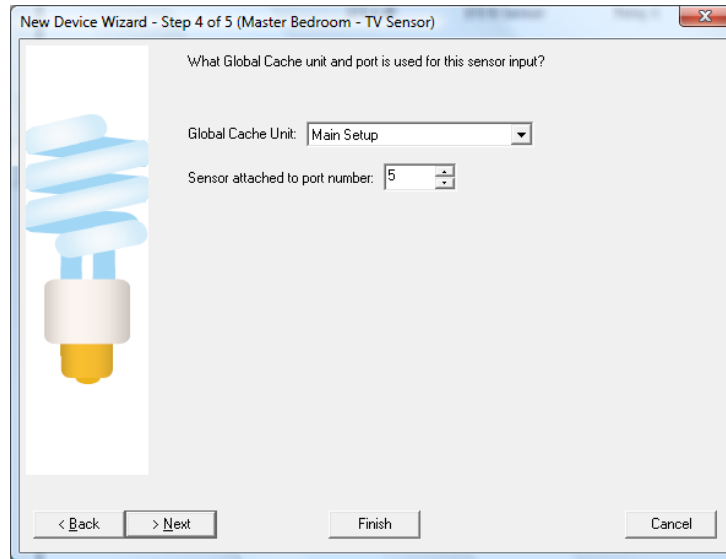 New Device Wizard - Step 4 of 5 (Master Bedroom - TV Sensor)
What Global Cache unit and port is used for this sensor input?
Global Cache Unit: Main Setup
Sensor attached to port number: 5
< Back > Next Finish Cancel